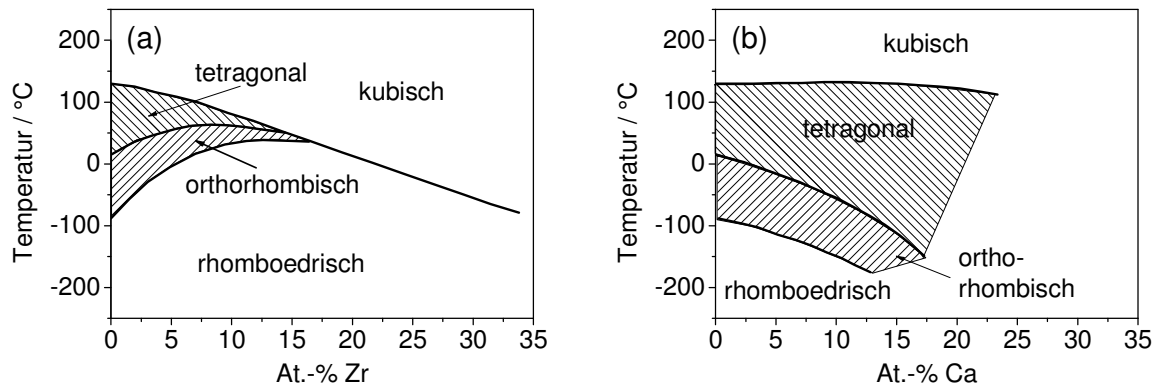 (a)
Temperatur / °C
200
100
0
-100
-200
tetragonal
kubisch
orthorhombisch
rhomboedrisch
0 5 10 15 20 25 30 35
At.-% Zr
(b)
Temperatur / °C
200
100
0
-100
-200
kubisch
tetragonal
ortho-
rhombisch
rhomboedrisch
0 5 10 15 20 25 30 35
At.-% Ca